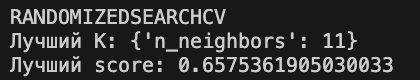 RANDOMIZEDSEARCHCV
Лучший K: {'n_neighbors': 11}
Лучший score: 0.6575361905030033